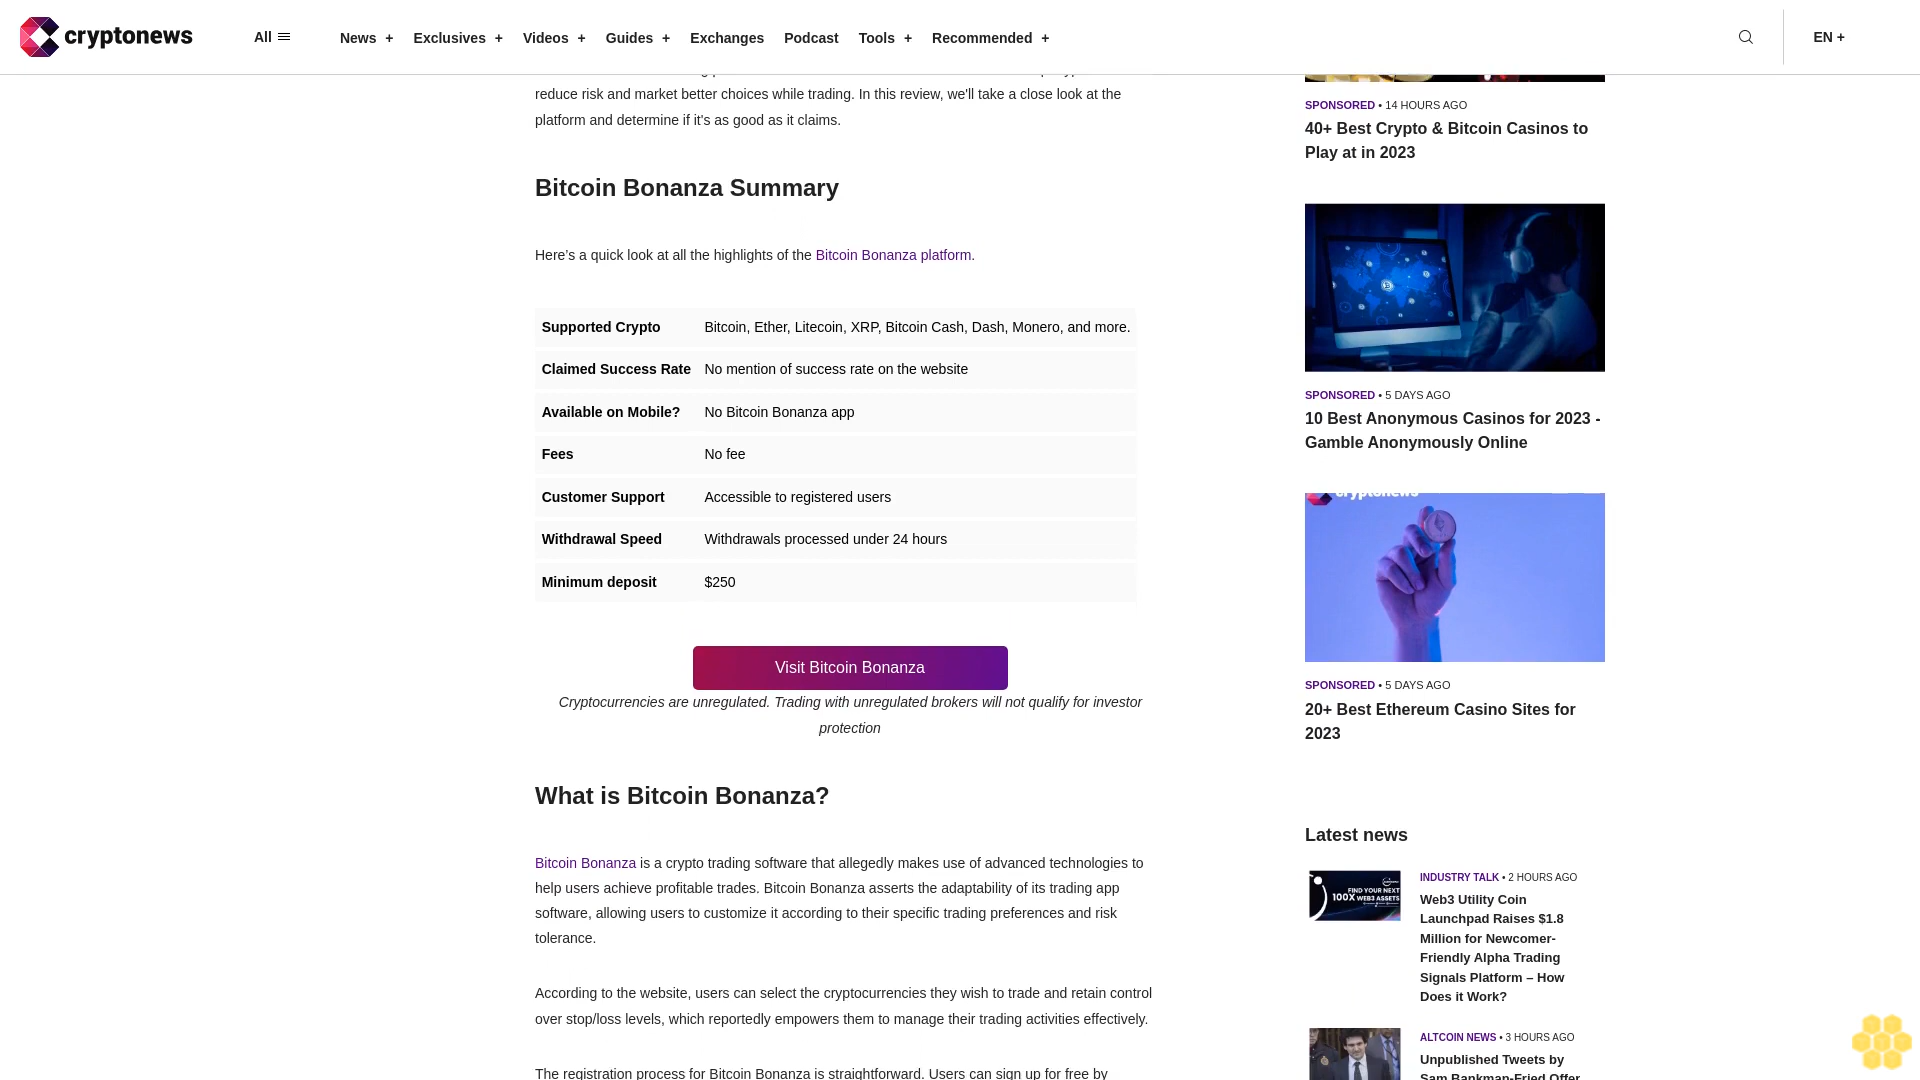 cryptonews
All
News +
Exclusives +
Videos +
Guides +
Exchanges
Podcast
Tools +
Recommended +
EN +
reduce risk and market better choices while trading. In this review, we'll take a close look at the
platform and determine if it's as good as it claims.
Bitcoin Bonanza Summary
Here's a quick look at all the highlights of the Bitcoin Bonanza platform.
Supported Crypto Bitcoin, Ether, Litecoin, XRP, Bitcoin Cash, Dash, Monero, and more.
Claimed Success Rate No mention of success rate on the website
Available on Mobile? No Bitcoin Bonanza app
Fees No fee
Customer Support Accessible to registered users
Withdrawal Speed Withdrawals processed under 24 hours
Minimum deposit $250
Visit Bitcoin Bonanza
Cryptocurrencies are unregulated. Trading with unregulated brokers will not qualify for investor
protection
What is Bitcoin Bonanza?
Bitcoin Bonanza is a crypto trading software that allegedly makes use of advanced technologies to
help users achieve profitable trades. Bitcoin Bonanza asserts the adaptability of its trading app
software, allowing users to customize it according to their specific trading preferences and risk
tolerance.
According to the website, users can select the cryptocurrencies they wish to trade and retain control
over stop/loss levels, which reportedly empowers them to manage their trading activities effectively.
The registration process for Bitcoin Bonanza is straightforward. Users can sign up for free by
SPONSORED • 14 HOURS AGO
40+ Best Crypto & Bitcoin Casinos to
Play at in 2023
SPONSORED • 5 DAYS AGO
10 Best Anonymous Casinos for 2023 -
Gamble Anonymously Online
cryptonews
SPONSORED • 5 DAYS AGO
20+ Best Ethereum Casino Sites for
2023
Latest news
FIND YOUR NEXT
100X WEB3 ASSETS
INDUSTRY TALK • 2 HOURS AGO
Web3 Utility Coin
Launchpad Raises $1.8
Million for Newcomer-
Friendly Alpha Trading
Signals Platform – How
Does it Work?
ALTCOIN NEWS • 3 HOURS AGO
Unpublished Tweets by
Sam Bankman-Fried Offer